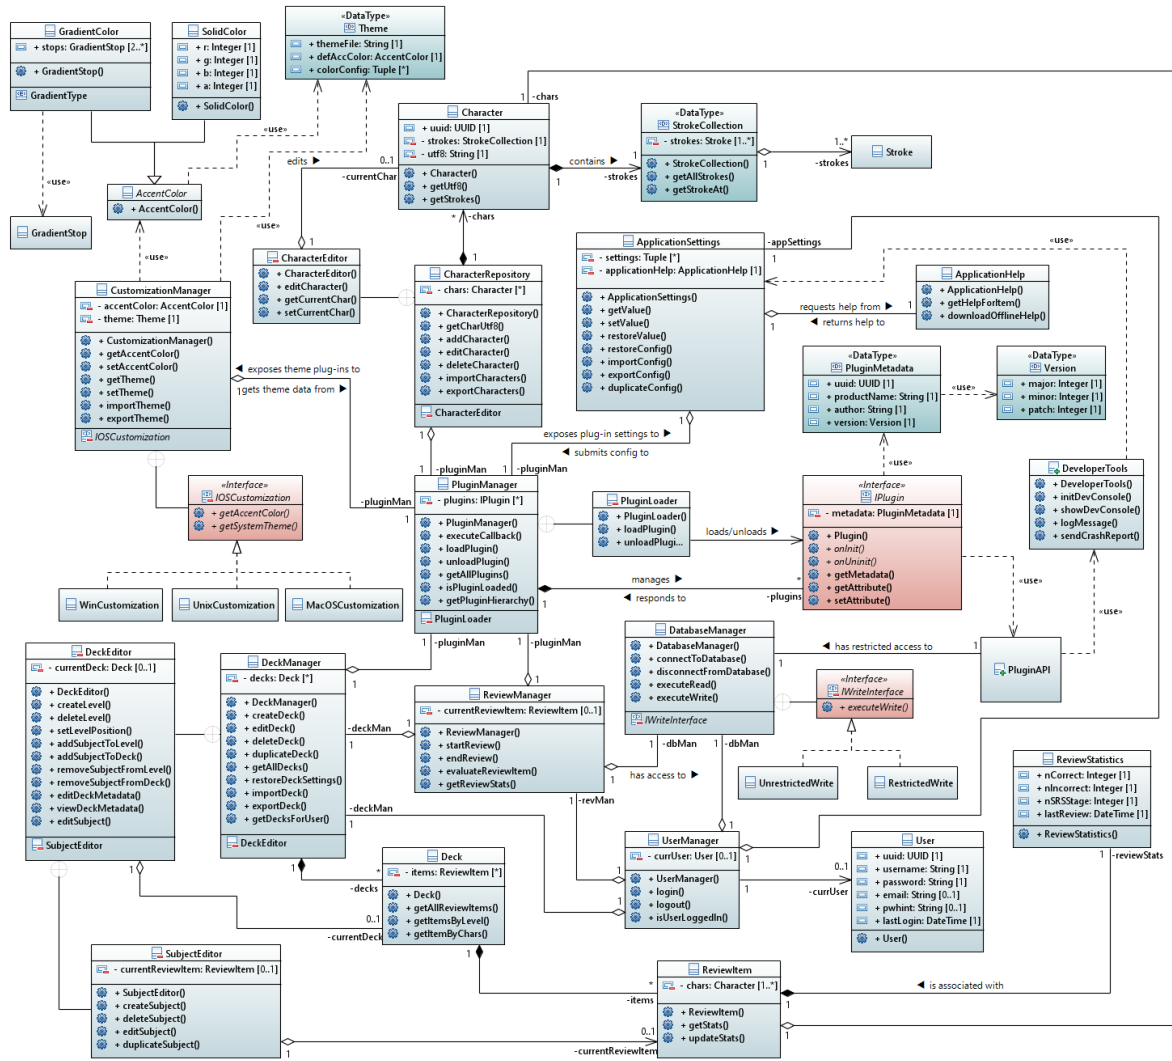 GradientColor
+ stops: GradientStop [2..*]
+ GradientStop()
GradientType
SolidColor
+ r: Integer [1]
+ g: Integer [1]
+ b: Integer [1]
+ a: Integer [1]
+ SolidColor()
«DataType»
Theme
+ themeFile: String [1]
+ defAccColor: AccentColor [1]
+ colorConfig: Tuple [*]
«use»
«use»
«use»
«use»
AccentColor
+ AccentColor()
GradientStop
Character
+ uuid: UUID [1]
- strokes: StrokeCollection [1]
- utf8: String [1]
+ Character()
+ getUtf8()
+ getStrokes()
1 -chars
edits ►
0..1
-currentChar
1
contains ►
1
1
-strokes
«DataType»
StrokeCollection
- strokes: Stroke [1..*]
+ StrokeCollection()
+ getAllStrokes()
+ getStrokeAt()
1
1..*
-strokes
Stroke
* -chars
1
CharacterEditor
+ CharacterEditor()
+ editCharacter()
+ getCurrentChar()
+ setCurrentChar()
CharacterRepository
- chars: Character [*]
+ CharacterRepository()
+ getCharUtf8()
+ addCharacter()
+ editCharacter()
+ deleteCharacter()
+ importCharacters()
+ exportCharacters()
CharacterEditor
1
1
-pluginMan
ApplicationSettings
- settings: Tuple [*]
- applicationHelp: ApplicationHelp [1]
+ ApplicationSettings()
+ getValue()
+ setValue()
+ restoreValue()
+ restoreConfig()
+ importConfig()
+ exportConfig()
+ duplicateConfig()
-appSettings
1
«use»
requests help from ►
◄ returns help to
1
1
ApplicationHelp
+ ApplicationHelp()
+ getHelpForItem()
+ downloadOfflineHelp()
CustomizationManager
- accentColor: AccentColor [1]
- theme: Theme [1]
+ CustomizationManager()
+ getAccentColor()
+ setAccentColor()
+ getTheme()
+ setTheme()
+ importTheme()
+ exportTheme()
IOSCustomization
◄ exposes theme plug-ins to
1
gets theme data from ►
-pluginMan
1
exposes plug-in settings to ►
◄ submits config to
1
1
-pluginMan
«DataType»
PluginMetadata
+ uuid: UUID [1]
+ productName: String [1]
+ author: String [1]
+ version: Version [1]
«use»
«DataType»
Version
+ major: Integer [1]
+ minor: Integer [1]
+ patch: Integer [1]
«use»
«Interface»
IOSCustomization
+ getAccentColor()
+ getSystemTheme()
WinCustomization
UnixCustomization
MacOSCustomization
PluginManager
- plugins: IPlugin [*]
+ PluginManager()
+ executeCallback()
+ loadPlugin()
+ unloadPlugin()
+ getAllPlugins()
+ isPluginLoaded()
+ getPluginHierarchy()
PluginLoader
PluginLoader
+ PluginLoader()
+ loadPlugin()
+ unloadPlugi...
loads/unloads ►
manages ►
◄ responds to
1
*
-plugins
«Interface»
IPlugin
- metadata: PluginMetadata [1]
+ Plugin()
+ onInit()
+ onUninit()
+ getMetadata()
+ getAttribute()
+ setAttribute()
DeveloperTools
+ DeveloperTools()
+ initDevConsole()
+ showDevConsole()
+ logMessage()
+ sendCrashReport()
«use»
«use»
PluginAPI
1
◄ has restricted access to
1
1 -pluginMan
1 -pluginMan
DeckEditor
- currentDeck: Deck [0..1]
+ DeckEditor()
+ createLevel()
+ deleteLevel()
+ setLevelPosition()
+ addSubjectToLevel()
+ addSubjectToDeck()
+ removeSubjectFromLevel()
+ removeSubjectFromDeck()
+ editDeckMetadata()
+ viewDeckMetadata()
+ editSubject()
SubjectEditor
DeckManager
- decks: Deck [*]
+ DeckManager()
+ createDeck()
+ editDeck()
+ deleteDeck()
+ duplicateDeck()
+ getAllDecks()
+ restoreDeckSettings()
+ importDeck()
+ exportDeck()
+ getDecksForUser()
DeckEditor
1
-deckMan
1
1
-deckMan
1
ReviewManager
- currentReviewItem: ReviewItem [0..1]
+ ReviewManager()
+ startReview()
+ endReview()
+ evaluateReviewItem()
+ getReviewStats()
1
1
has access to ►
1
-dbMan
1
-dbMan
1
-revMan
DatabaseManager
+ DatabaseManager()
+ connectToDatabase()
+ disconnectFromDatabase()
+ executeRead()
+ executeWrite()
IWriteInterface
«Interface»
IWriteInterface
+ executeWrite()
UnrestrictedWrite
RestrictedWrite
ReviewStatistics
+ nCorrect: Integer [1]
+ nIncorrect: Integer [1]
+ nSRSStage: Integer [1]
+ lastReview: DateTime [1]
+ ReviewStatistics()
1
-reviewStats
UserManager
- currUser: User [0..1]
+ UserManager()
+ login()
+ logout()
+ isUserLoggedIn()
1
1
1
1
1
0..1
-currUser
User
+ uuid: UUID [1]
+ username: String [1]
+ password: String [1]
+ email: String [0..1]
+ pwhint: String [0..1]
+ lastLogin: DateTime [1]
+ User()
1
*
-decks
Deck
- items: ReviewItem [*]
+ Deck()
+ getAllReviewItems()
+ getItemsByLevel()
+ getItemByChars()
1
0..1
-currentDeck
1
*
-items
SubjectEditor
- currentReviewItem: ReviewItem [0..1]
+ SubjectEditor()
+ createSubject()
+ deleteSubject()
+ editSubject()
+ duplicateSubject()
1
0..1
-currentReviewItem
ReviewItem
- chars: Character [1..*]
+ ReviewItem()
+ getStats()
+ updateStats()
1
◄ is associated with
1